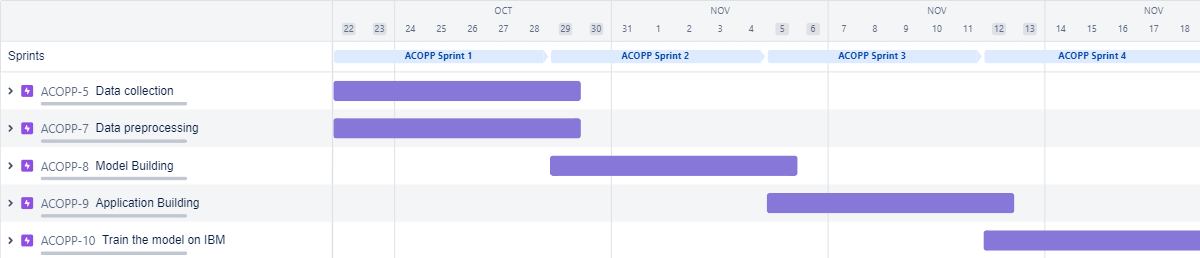 OCT NOV NOV NOV
22 23 24 25 26 27 28 29 30 31 1 2 3 4 5 6 7 8 9 10 11 12 13 14 15 16 17 18
Sprints ACOPP Sprint 1 ACOPP Sprint 2 ACOPP Sprint 3 ACOPP Sprint 4
ACOPP-5 Data collection
ACOPP-7 Data preprocessing
ACOPP-8 Model Building
ACOPP-9 Application Building
ACOPP-10 Train the model on IBM